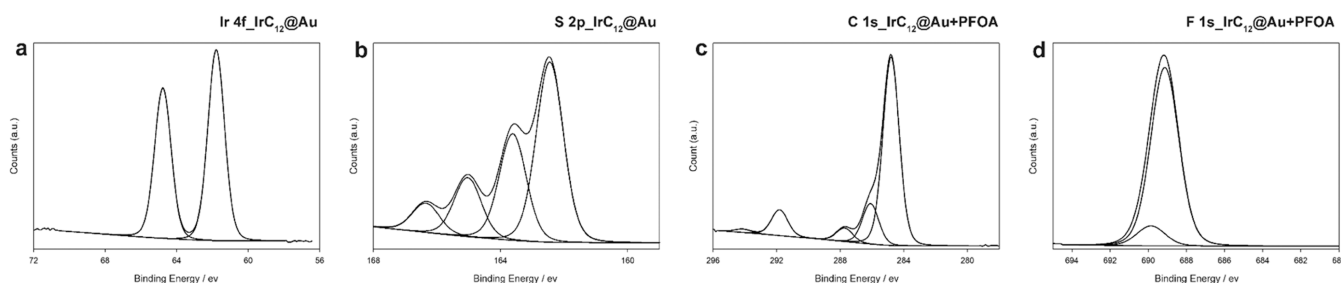 Ir 4f_IrC12@Au
a
Counts (a.u.)
72
68
64
60
56
Binding Energy / ev
S 2p_IrC12@Au
b
Counts (a.u.)
168
164
160
Binding Energy / ev
C 1s_IrC12@Au+PFOA
c
Count (a.u.)
296
292
288
284
280
Binding Energy / ev
F 1s_IrC12@Au+PFOA
d
Counts (a.u.)
694
692
690
688
686
684
682
Binding Energy / ev